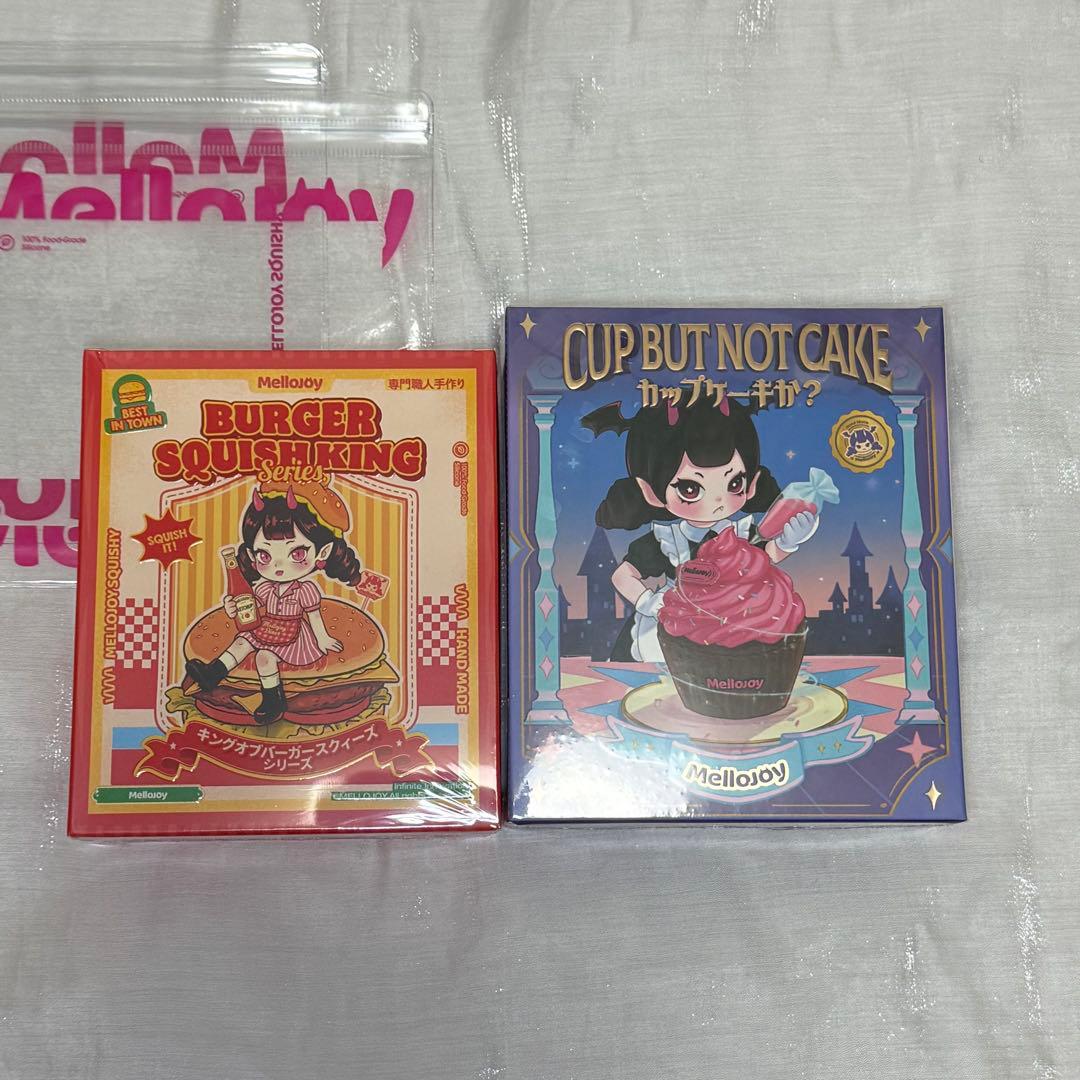 MelloJoy
100% Food-Grade
Silicone
MelloJoy
専門職人手作り
BEST
IN TOWN
BURGER
SQUISH KING
Series
SQUISH
IT!
MELLOJOY SQUISHY
HAND MADE
KETCHUP
キングオブバーガースクィーズ
シリーズ
MelloJoy
CUP BUT NOT CAKE
カップケーキか?
MelloJoy
MelloJoy
MelloJoy